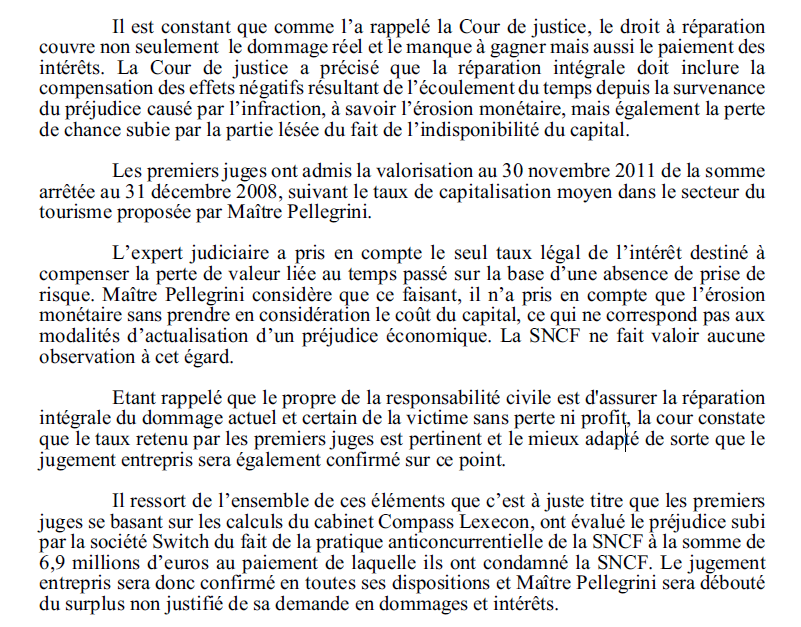 Il est constant que comme l'a rappelé la Cour de justice, le droit à réparation
couvre non seulement le dommage réel et le manque à gagner mais aussi le paiement des
intérêts. La Cour de justice a précisé que la réparation intégrale doit inclure la
compensation des effets négatifs résultant de l'écoulement du temps depuis la survenance
du préjudice causé par l'infraction, à savoir l'érosion monétaire, mais également la perte
de chance subie par la partie lésée du fait de l'indisponibilité du capital.
Les premiers juges ont admis la valorisation au 30 novembre 2011 de la somme
arrêtée au 31 décembre 2008, suivant le taux de capitalisation moyen dans le secteur du
tourisme proposée par Maître Pellegrini.
L'expert judiciaire a pris en compte le seul taux légal de l'intérêt destiné à
compenser la perte de valeur liée au temps passé sur la base d'une absence de prise de
risque. Maître Pellegrini considère que ce faisant, il n'a pris en compte que l'érosion
monétaire sans prendre en considération le coût du capital, ce qui ne correspond pas aux
modalités d'actualisation d'un préjudice économique. La SNCF ne fait valoir aucune
observation à cet égard.
Etant rappelé que le propre de la responsabilité civile est d'assurer la réparation
intégrale du dommage actuel et certain de la victime sans perte ni profit, la cour constate
que le taux retenu par les premiers juges est pertinent et le mieux adapté de sorte que le
jugement entrepris sera également confirmé sur ce point.
Il ressort de l'ensemble de ces éléments que c'est à juste titre que les premiers
juges se basant sur les calculs du cabinet Compass Lexecon, ont évalué le préjudice subi
par la société Switch du fait de la pratique anticoncurrentielle de la SNCF à la somme de
6,9 millions d'euros au paiement de laquelle ils ont condamné la SNCF. Le jugement
entrepris sera donc confirmé en toutes ses dispositions et Maître Pellegrini sera débouté
du surplus non justifié de sa demande en dommages et intérêts.